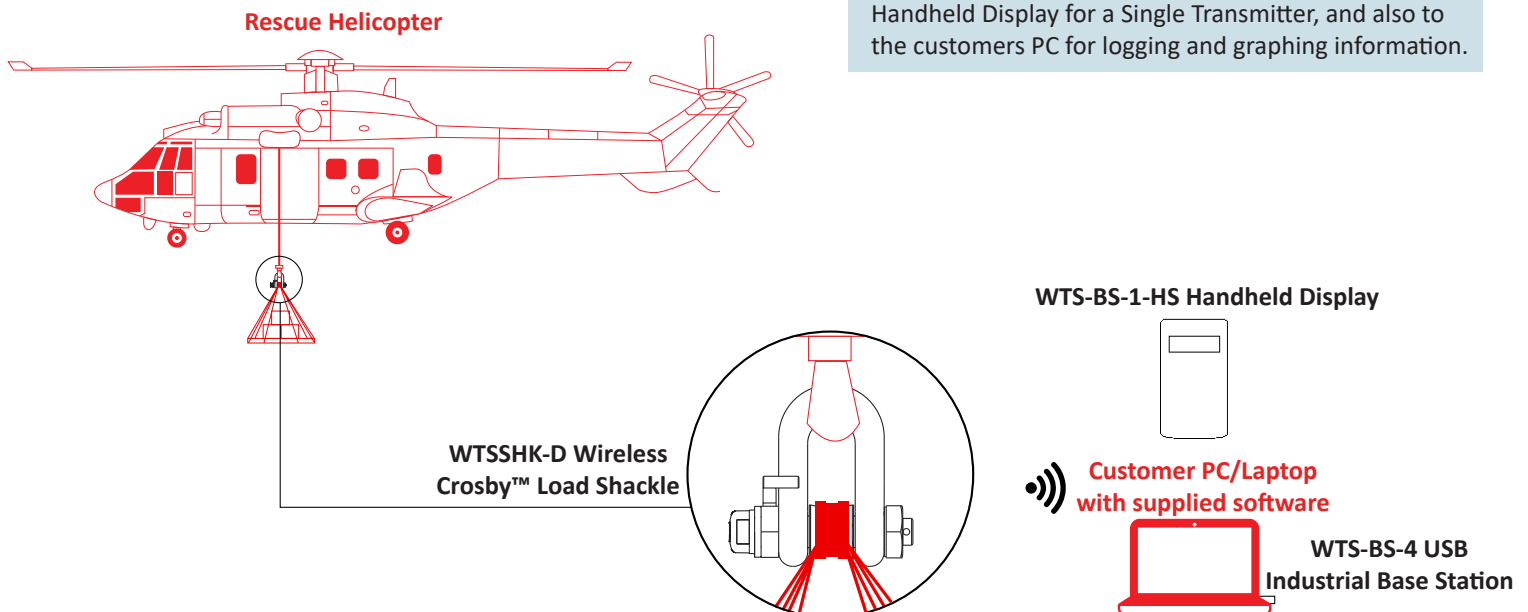 Rescue Helicopter
Handheld Display for a Single Transmitter, and also to
the customers PC for logging and graphing information.
WTS-BS-1-HS Handheld Display
WTSSHK-D Wireless
Crosby™ Load Shackle
Customer PC/Laptop
with supplied software
WTS-BS-4 USB
Industrial Base Station